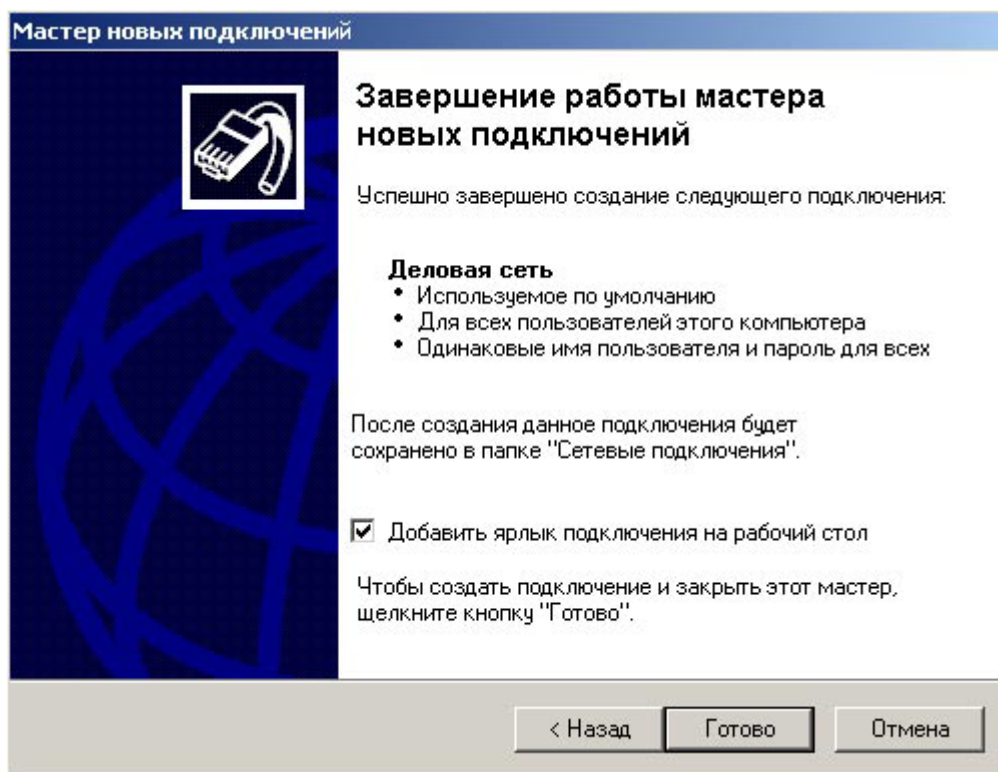 Мастер новых подключений
Завершение работы мастера
новых подключений
Успешно завершено создание следующего подключения:
Деловая сеть
• Используемое по умолчанию
• Для всех пользователей этого компьютера
• Одинаковые имя пользователя и пароль для всех
После создания данное подключения будет
сохранено в папке "Сетевые подключения".
Добавить ярлык подключения на рабочий стол
Чтобы создать подключение и закрыть этот мастер,
щелкните кнопку "Готово".
< Назад
Готово
Отмена